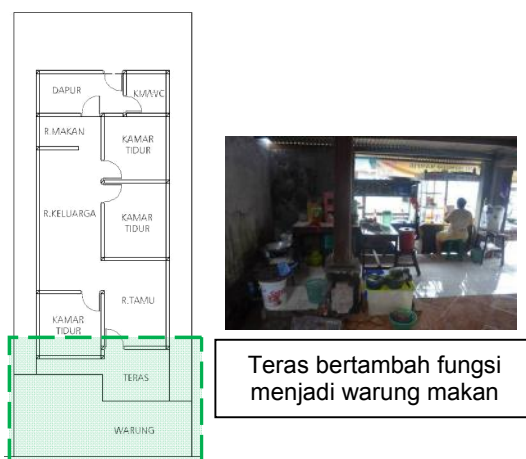 DAPUR
KM/WC
R.MAKAN
KAMAR
TIDUR
R.KELUARGA
KAMAR
TIDUR
R.TAMU
KAMAR
TIDUR
TERAS
WARUNG
Teras bertambah fungsi
menjadi warung makan